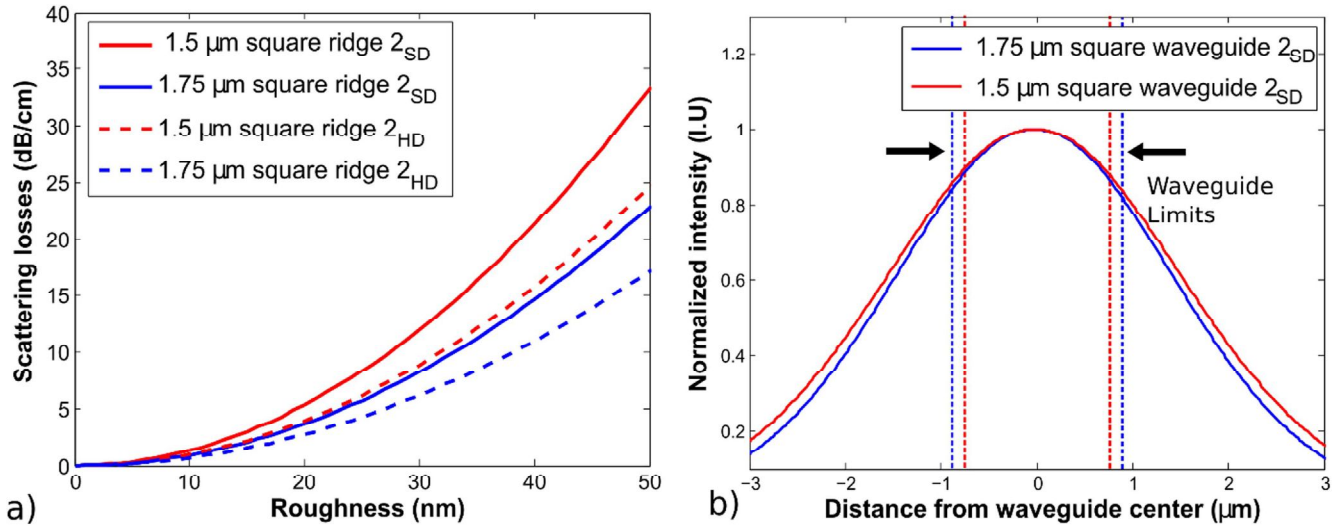 40
35
30
25
20
15
10
5
0
Scattering losses (dB/cm)
1.5 µm square ridge 2SD
1.75 µm square ridge 2SD
1.5 µm square ridge 2HD
1.75 µm square ridge 2HD
0 10 20 30 40 50
Roughness (nm)
a)
1.2
1
0.8
0.6
0.4
0.2
Normalized intensity (I.U)
1.75 µm square waveguide 2SD
1.5 µm square waveguide 2SD
Waveguide
Limits
−3 −2 −1 0 1 2 3
Distance from waveguide center (µm)
b)